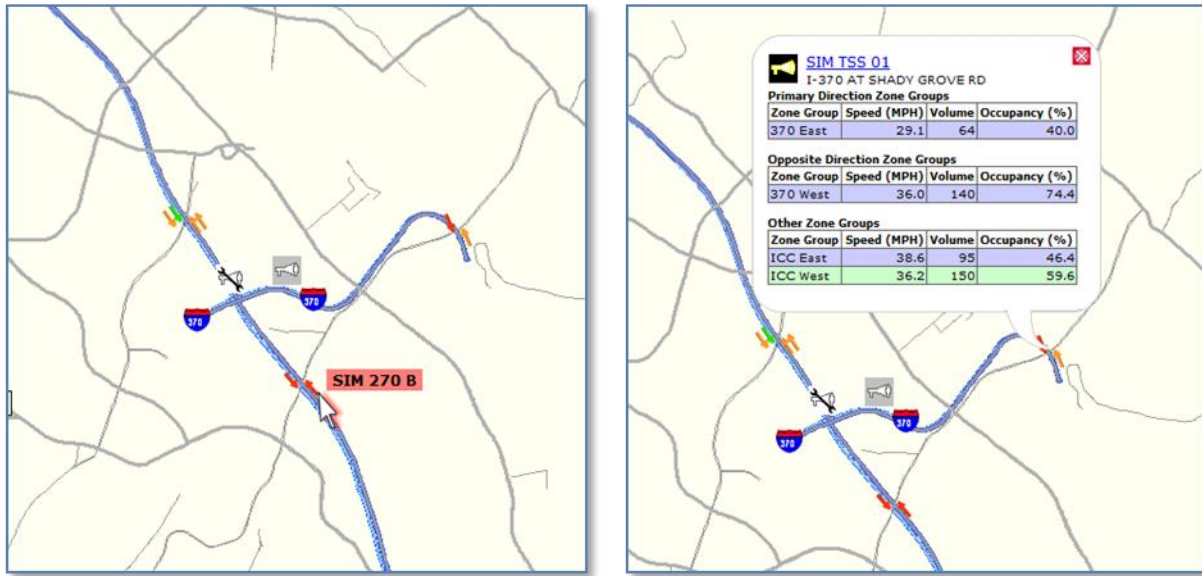 370
370
SIM 270 B
SIM TSS 01
I-370 AT SHADY GROVE RD
Primary Direction Zone Groups
Zone Group Speed (MPH) Volume Occupancy (%)
370 East 29.1 64 40.0
Opposite Direction Zone Groups
Zone Group Speed (MPH) Volume Occupancy (%)
370 West 36.0 140 74.4
Other Zone Groups
Zone Group Speed (MPH) Volume Occupancy (%)
ICC East 38.6 95 46.4
ICC West 36.2 150 59.6
370
370